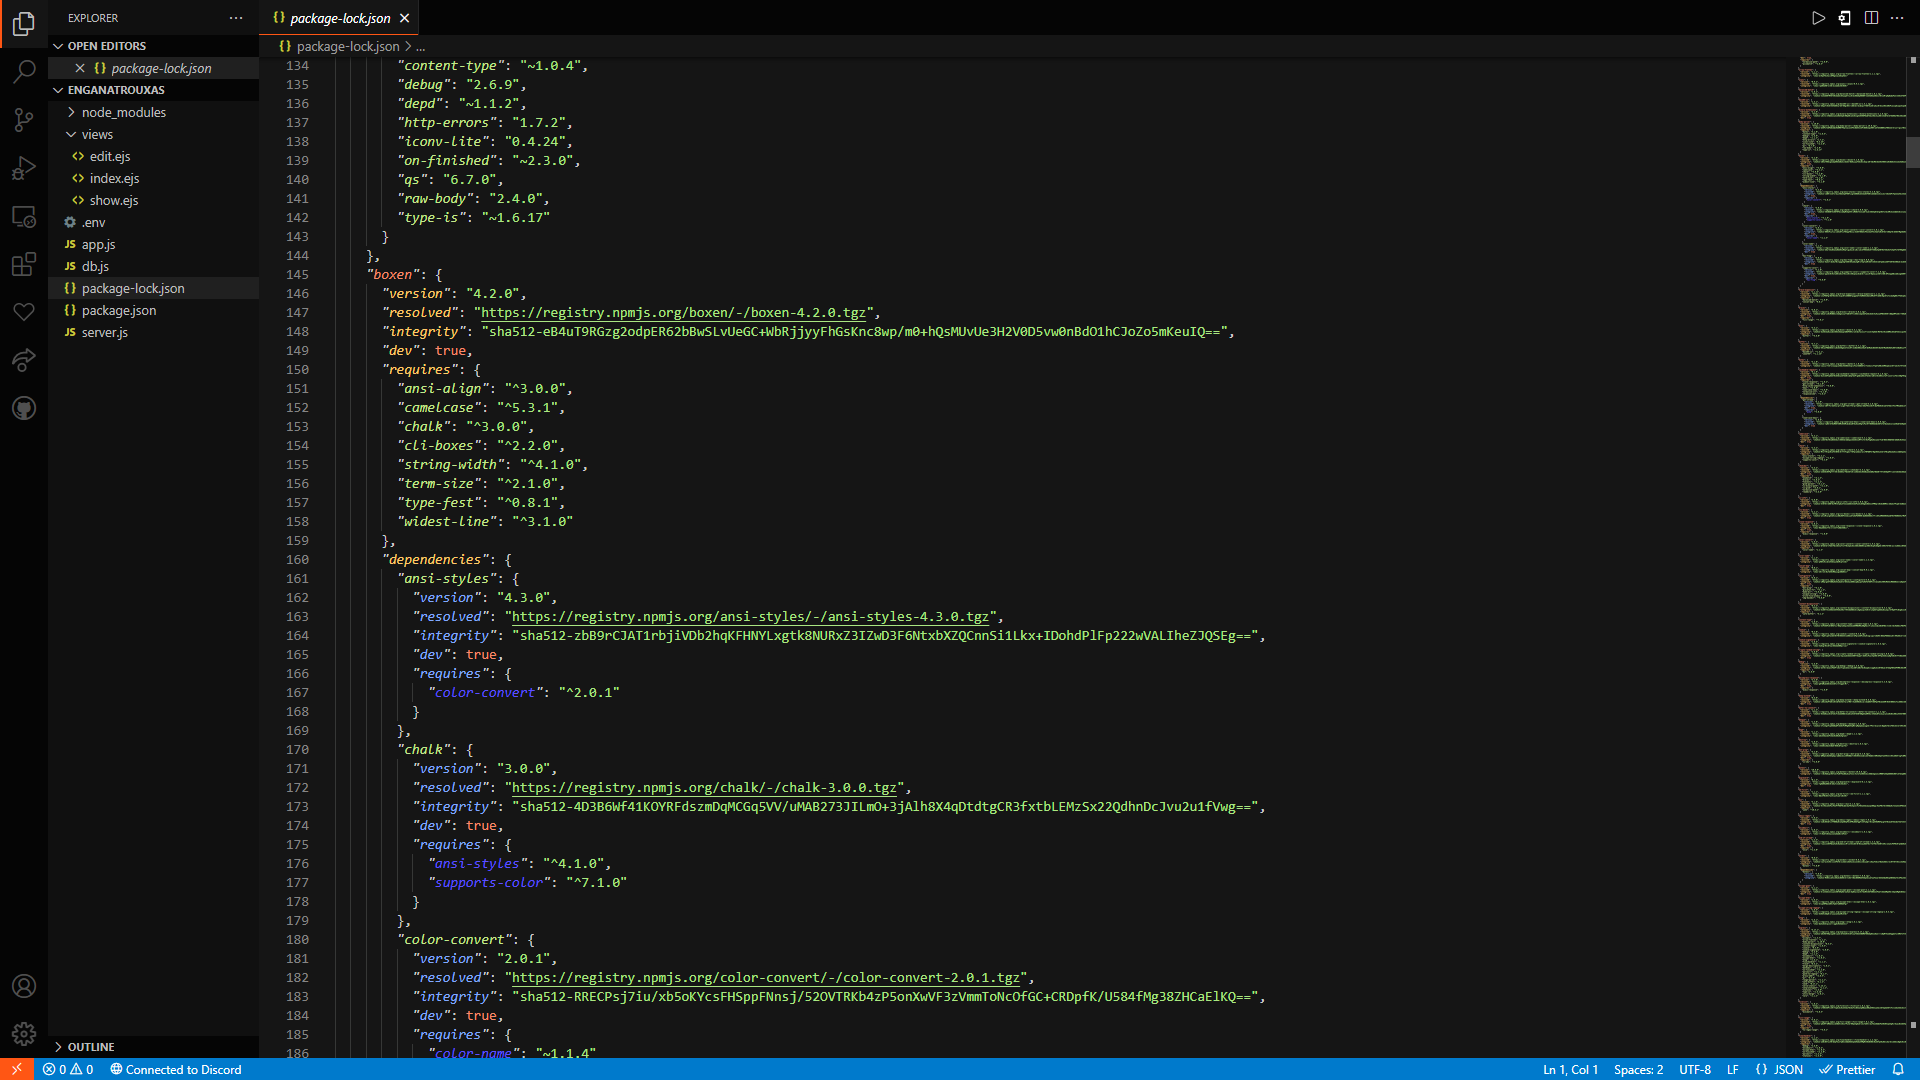 EXPLORER
OPEN EDITORS
package-lock.json
ENGANATROUXAS
node_modules
views
edit.ejs
index.ejs
show.ejs
.env
app.js
db.js
package-lock.json
package.json
server.js
OUTLINE
package-lock.json
package-lock.json > ...
134 "content-type": "~1.0.4",
135 "debug": "2.6.9",
136 "depd": "~1.1.2",
137 "http-errors": "1.7.2",
138 "iconv-lite": "0.4.24",
139 "on-finished": "~2.3.0",
140 "qs": "6.7.0",
141 "raw-body": "2.4.0",
142 "type-is": "~1.6.17"
143 }
144 },
145 "boxen": {
146 "version": "4.2.0",
147 "resolved": "https://registry.npmjs.org/boxen/-/boxen-4.2.0.tgz",
148 "integrity": "sha512-eB4uT9RGzg2odpER62bBwSLvUeGC+WbRjjyyFhGsKnc8wp/m0+hQsMUvUe3H2V0D5vw0nBdO1hCJoZo5mKeuIQ==",
149 "dev": true,
150 "requires": {
151 "ansi-align": "^3.0.0",
152 "camelcase": "^5.3.1",
153 "chalk": "^3.0.0",
154 "cli-boxes": "^2.2.0",
155 "string-width": "^4.1.0",
156 "term-size": "^2.1.0",
157 "type-fest": "^0.8.1",
158 "widest-line": "^3.1.0"
159 },
160 "dependencies": {
161 "ansi-styles": {
162 "version": "4.3.0",
163 "resolved": "https://registry.npmjs.org/ansi-styles/-/ansi-styles-4.3.0.tgz",
164 "integrity": "sha512-zbB9rCJAT1rbjiVDb2hqKFHNYLxgtk8NURxZ3IZwD3F6NtxbXZQCnnSi1Lkx+IDohdPlFp222wVALIheZJQSEg==",
165 "dev": true,
166 "requires": {
167 "color-convert": "^2.0.1"
168 }
169 },
170 "chalk": {
171 "version": "3.0.0",
172 "resolved": "https://registry.npmjs.org/chalk/-/chalk-3.0.0.tgz",
173 "integrity": "sha512-4D3B6Wf41KOYRFdszmDqMCGq5VV/uMAB273JILmO+3jAlh8X4qDtdtgCR3fxtbLEMzSx22QdhnDcJvu2u1fVwg==",
174 "dev": true,
175 "requires": {
176 "ansi-styles": "^4.1.0",
177 "supports-color": "^7.1.0"
178 }
179 },
180 "color-convert": {
181 "version": "2.0.1",
182 "resolved": "https://registry.npmjs.org/color-convert/-/color-convert-2.0.1.tgz",
183 "integrity": "sha512-RRECPsj7iu/xb5oKYcsFHSppFNnsj/52OVTRKb4zP5onXwVF3zVmmToNcOfGC+CRDpfK/U584fMg38ZHCaElKQ==",
184 "dev": true,
185 "requires": {
186 "color-name": "~1.1.4"
0 0 Connected to Discord
Ln 1, Col 1 Spaces: 2 UTF-8 LF {} JSON Prettier